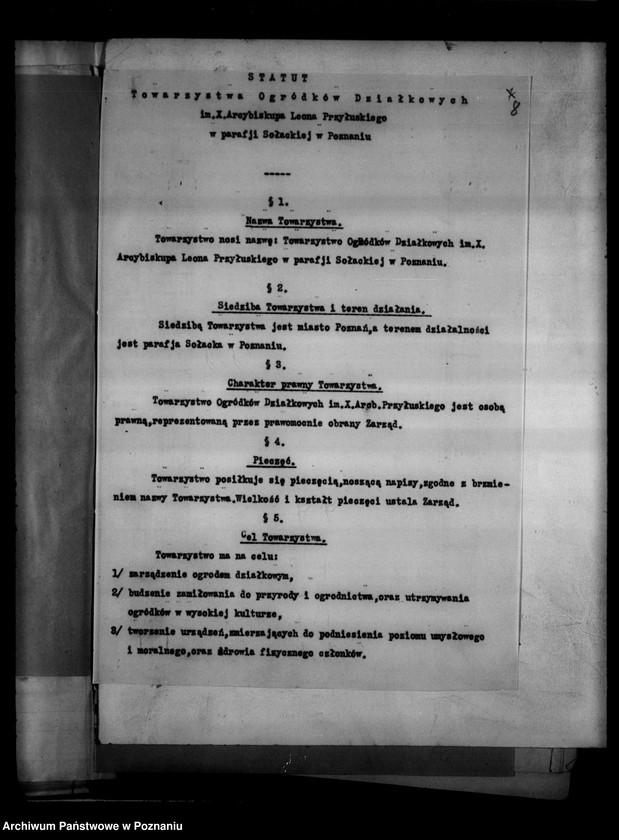 STATUT
Towarzystwa Ogródków Działkowych
im.X.Arcybiskupa Leona Przyłuskiego
w parafji Sołackiej w Poznaniu
-----
8
§ 1.
Nazwa Towarzystwa.
Towarzystwo nosi nazwę: Towarzystwo Ogródków Działkowych im.X.
Arcybiskupa Leona Przyłuskiego w parafji Sołackiej w Poznaniu.
§ 2.
Siedziba Towarzystwa i teren działania.
Siedzibą Towarzystwa jest miasto Poznań,a terenem działalności
jest parafja Sołacka w Poznaniu.
§ 3.
Charakter prawny Towarzystwa.
Towarzystwo Ogródków Działkowych im.X.Arcb.Przyłuskiego jest osobą
prawną,reprezentowaną przez prawomocnie obrany Zarząd.
§ 4.
Pieczęć.
Towarzystwo posiłkuje się pieczęcią,noszącą napisy,zgodne z brzmie-
niem nazwy Towarzystwa.Wielkość i kształt pieczęci ustala Zarząd.
§ 5.
Cel Towarzystwa.
Towarzystwo ma na celu:
1/ zarządzenie ogrodem działkowym,
2/ budzenie zamiłowania do przyrody i ogrodnictwa,oraz utrzymywania
ogródków w wysokiej kulturze,
3/ tworzenie urządzeń,zmierzających do podniesienia poziomu umysłowego
i moralnego,oraz zdrowia fizycznego członków.
Archiwum Państwowe w Poznaniu